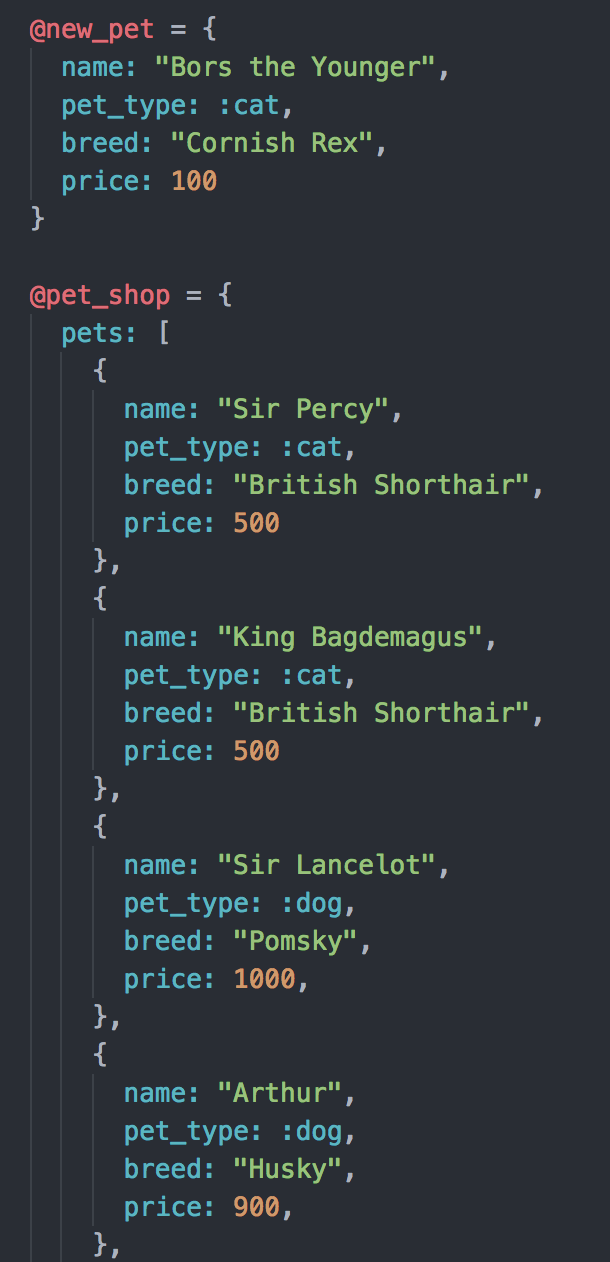 @new_pet = {
  name: "Bors the Younger",
  pet_type: :cat,
  breed: "Cornish Rex",
  price: 100
}

@pet_shop = {
  pets: [
    {
      name: "Sir Percy",
      pet_type: :cat,
      breed: "British Shorthair",
      price: 500
    },
    {
      name: "King Bagdemagus",
      pet_type: :cat,
      breed: "British Shorthair",
      price: 500
    },
    {
      name: "Sir Lancelot",
      pet_type: :dog,
      breed: "Pomsky",
      price: 1000,
    },
    {
      name: "Arthur",
      pet_type: :dog,
      breed: "Husky",
      price: 900,
    },